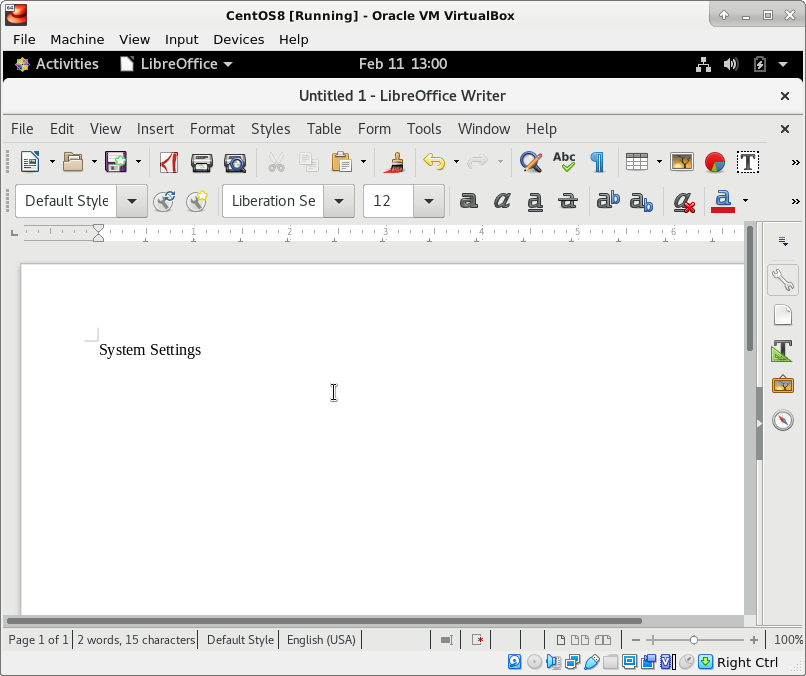 CentOS8 [Running] - Oracle VM VirtualBox
File Machine View Input Devices Help
Activities LibreOffice Feb 11 13:00
Untitled 1 - LibreOffice Writer
File Edit View Insert Format Styles Table Form Tools Window Help
Abc T
Default Style Liberation Se 12 a a a a ab ab a a
1 2 3 4 5 6
System Settings
Page 1 of 1 2 words, 15 characters Default Style English (USA) 100%
Right Ctrl